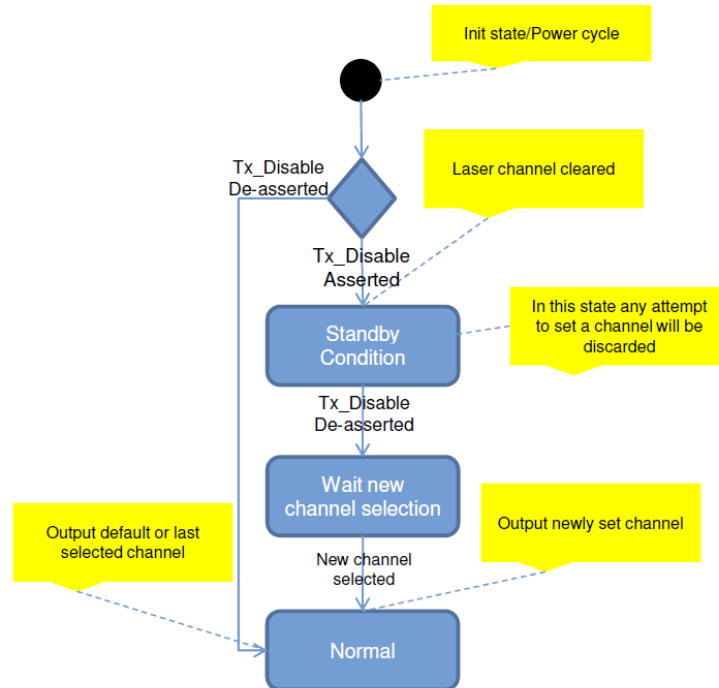 Init state/Power cycle
Tx_Disable
De-asserted
Laser channel cleared
Tx_Disable
Asserted
Standby
Condition
In this state any attempt
to set a channel will be
discarded
Tx_Disable
De-asserted
Wait new
channel selection
Output default or last
selected channel
Output newly set channel
New channel
selected
Normal